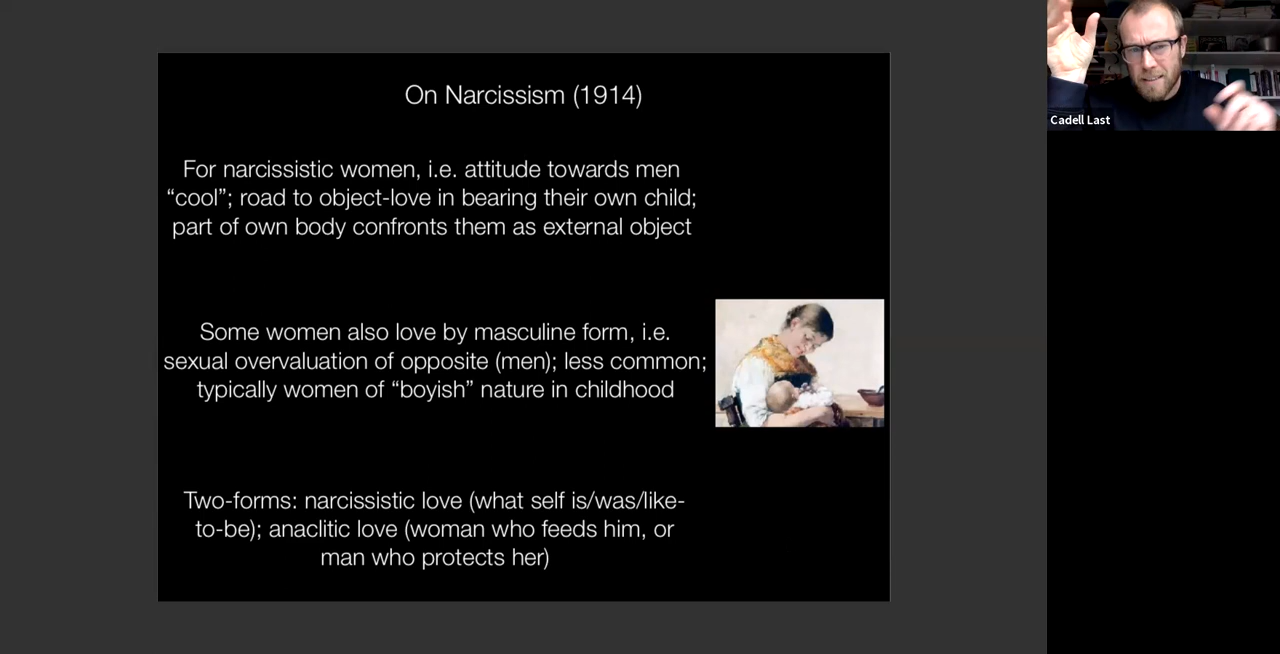 On Narcissism (1914)
For narcissistic women, i.e. attitude towards men
“cool”; road to object-love in bearing their own child;
part of own body confronts them as external object
Some women also love by masculine form, i.e.
sexual overvaluation of opposite (men); less common;
typically women of “boyish” nature in childhood
Two-forms: narcissistic love (what self is/was/like-
to-be); anaclitic love (woman who feeds him, or
man who protects her)
Cadell Last